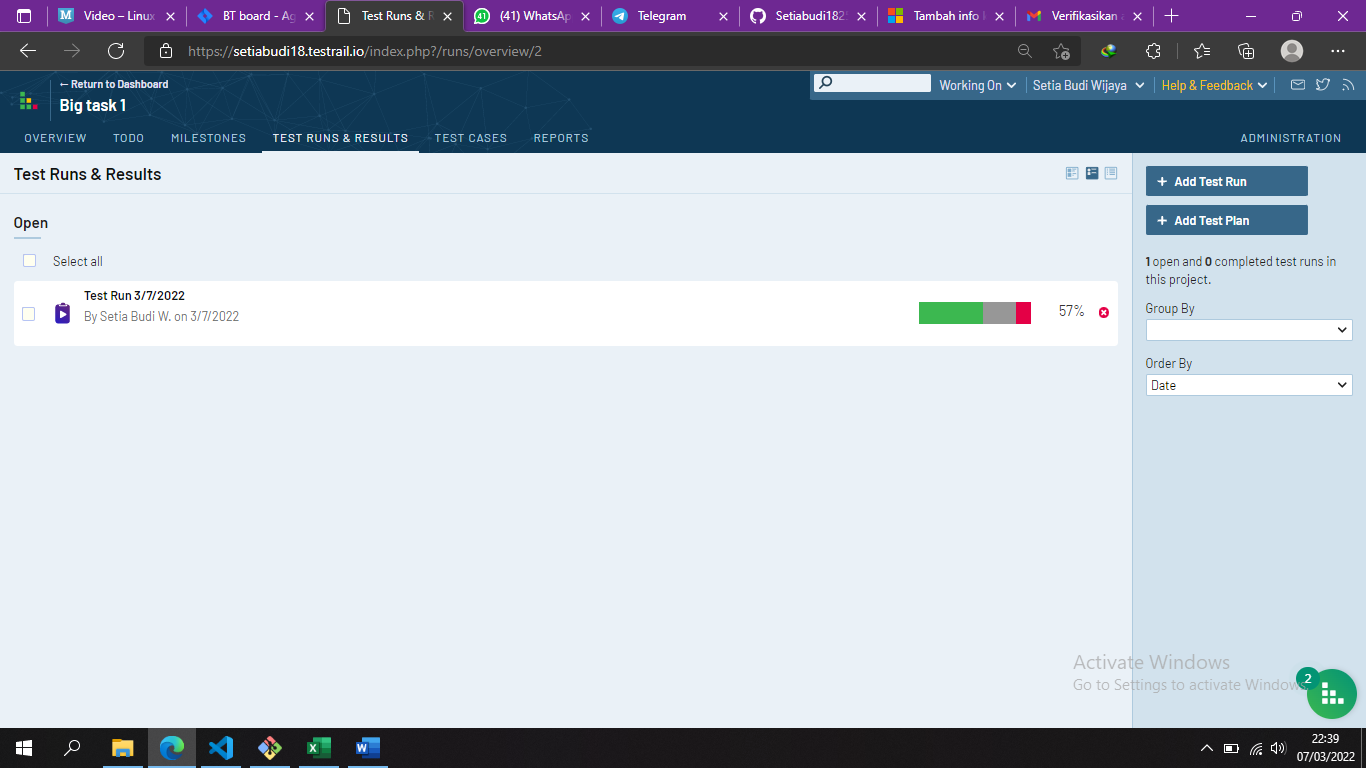 Video – Linux
BT board - Ag
Test Runs & R
(41) WhatsAp
Telegram
Setiabudi182
Tambah info
Verifikasikan
https://setiabudi18.testrail.io/index.php?/runs/overview/2
← Return to Dashboard
Big task 1
Working On
Setia Budi Wijaya
Help & Feedback
OVERVIEW
TODO
MILESTONES
TEST RUNS & RESULTS
TEST CASES
REPORTS
ADMINISTRATION
Test Runs & Results
+ Add Test Run
+ Add Test Plan
1 open and 0 completed test runs in
this project.
Group By
Order By
Date
Open
Select all
Test Run 3/7/2022
By Setia Budi W. on 3/7/2022
57%
Activate Windows
Go to Settings to activate Windows
2
22:39
07/03/2022